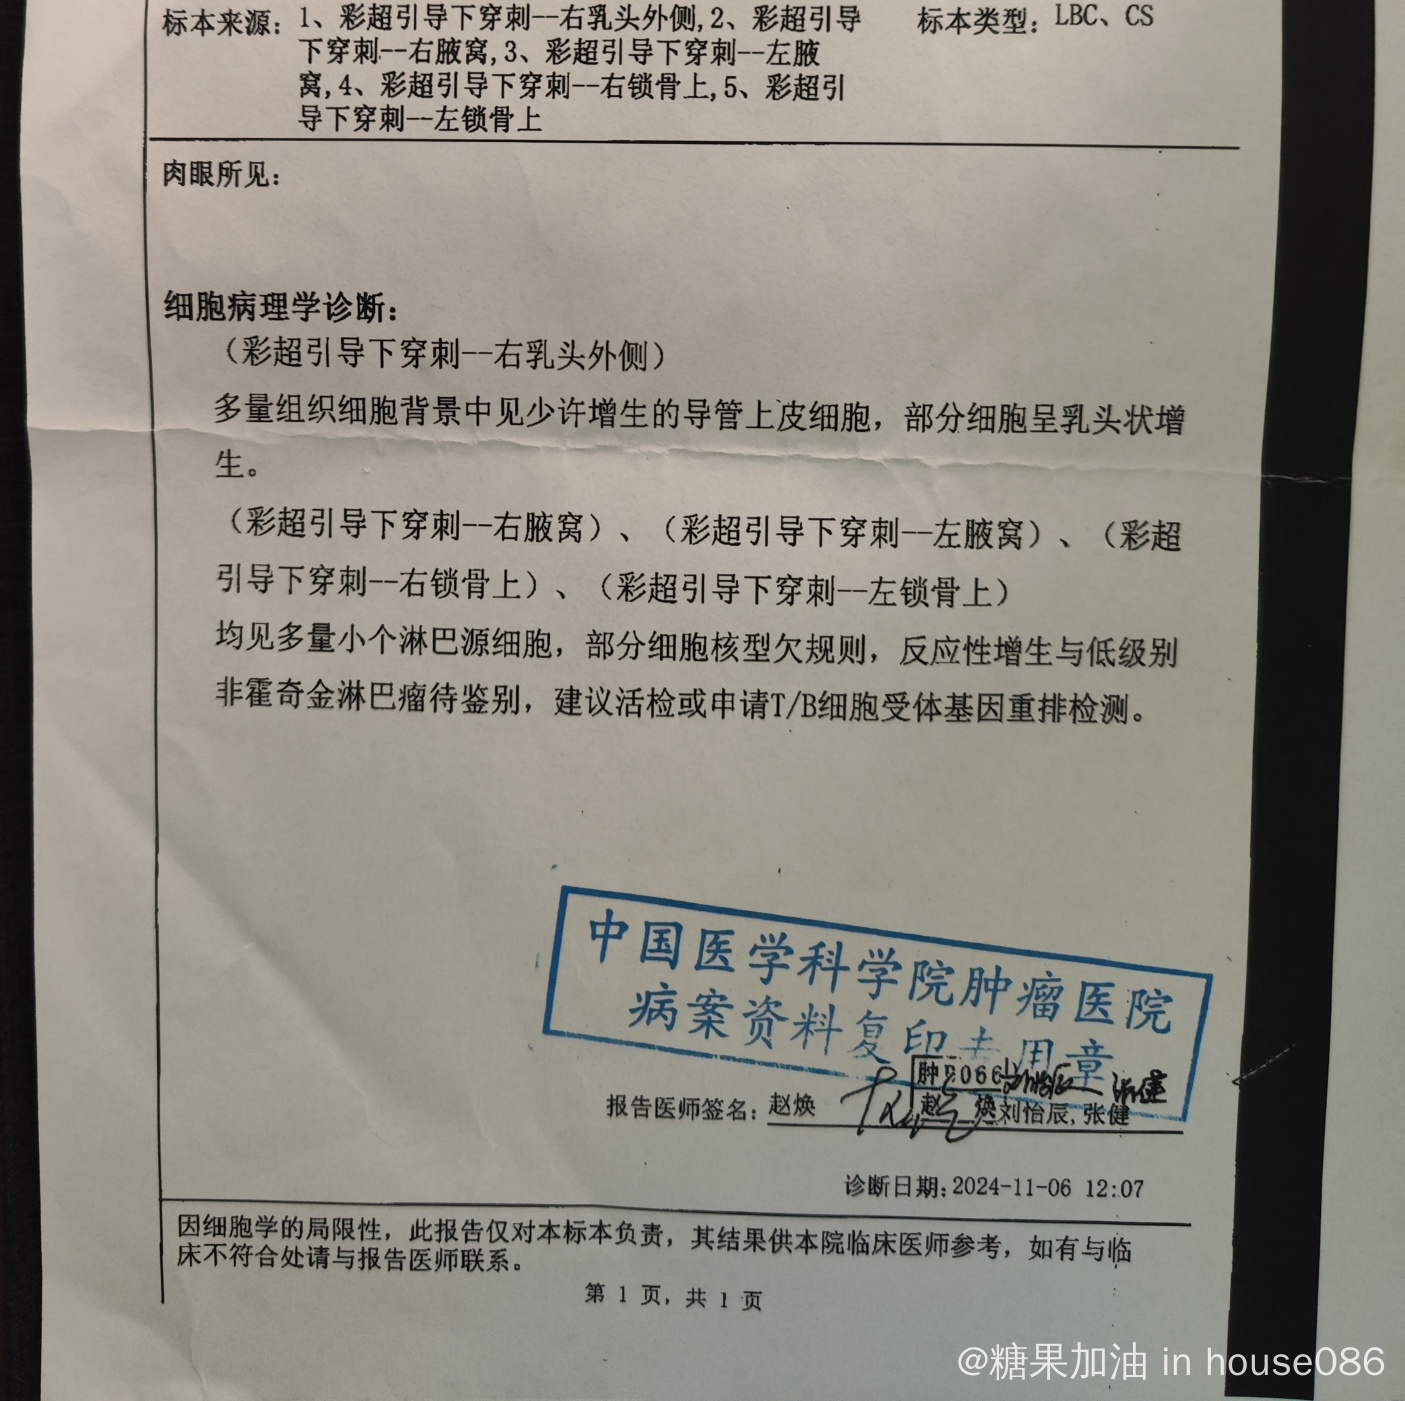 标本来源：1、彩超引导下穿刺--右乳头外侧,2、彩超引导 标本类型：LBC、CS
下穿刺--右腋窝,3、彩超引导下穿刺--左腋
窝,4、彩超引导下穿刺--右锁骨上,5、彩超引
导下穿刺--左锁骨上
肉眼所见：
细胞病理学诊断：
（彩超引导下穿刺--右乳头外侧）
多量组织细胞背景中见少许增生的导管上皮细胞，部分细胞呈乳头状增
生。
（彩超引导下穿刺--右腋窝）、（彩超引导下穿刺--左腋窝）、（彩超
引导下穿刺--右锁骨上）、（彩超引导下穿刺--左锁骨上）
均见多量小个淋巴源细胞，部分细胞核型欠规则，反应性增生与低级别
非霍奇金淋巴瘤待鉴别，建议活检或申请T/B细胞受体基因重排检测。
中国医学科学院肿瘤医院
病案资料复印专用章
报告医师签名：赵焕 赵焕 刘怡辰,张健
诊断日期：2024-11-06 12:07
因细胞学的局限性，此报告仅对本标本负责，其结果供本院临床医师参考，如有与临
床不符合处请与报告医师联系。
第 1 页，共 1 页
@糖果加油 in house086